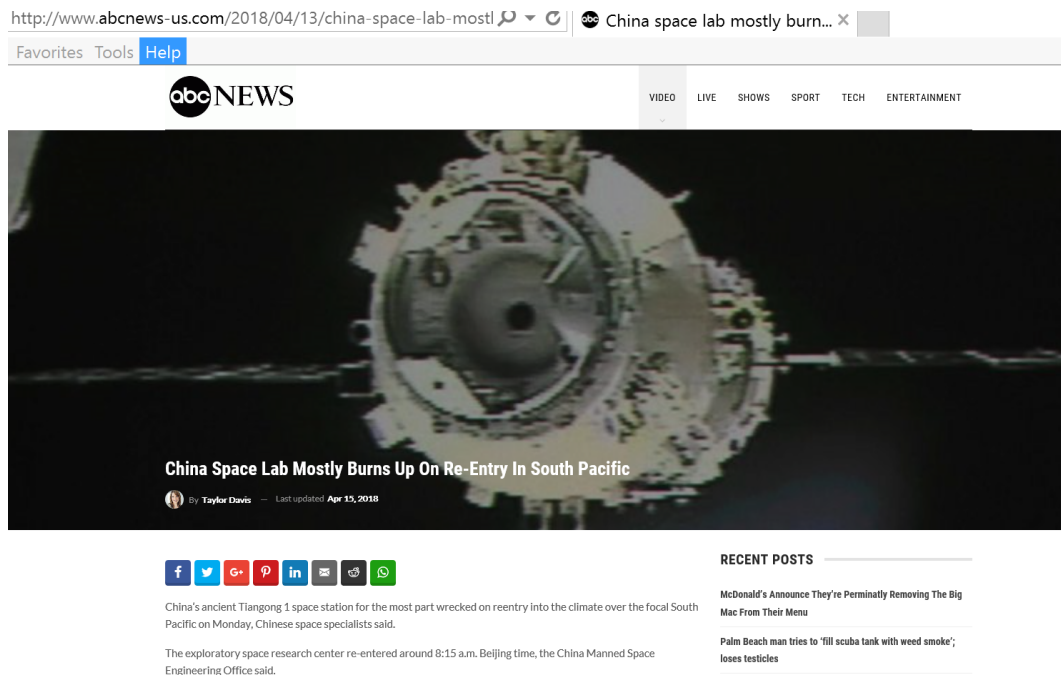 http://www.abcnews-us.com/2018/04/13/china-space-lab-mostl
abc China space lab mostly burn...
Favorites Tools Help
abc NEWS
VIDEO LIVE SHOWS SPORT TECH ENTERTAINMENT
China Space Lab Mostly Burns Up On Re-Entry In South Pacific
By Taylor Davis — Last updated Apr 15, 2018
RECENT POSTS
McDonald's Announce They're Perminatly Removing The Big
Mac From Their Menu
Palm Beach man tries to 'fill scuba tank with weed smoke';
loses testicles
China's ancient Tiangong 1 space station for the most part wrecked on reentry into the climate over the focal South
Pacific on Monday, Chinese space specialists said.
The exploratory space research center re-entered around 8:15 a.m. Beijing time, the China Manned Space
Engineering Office said.